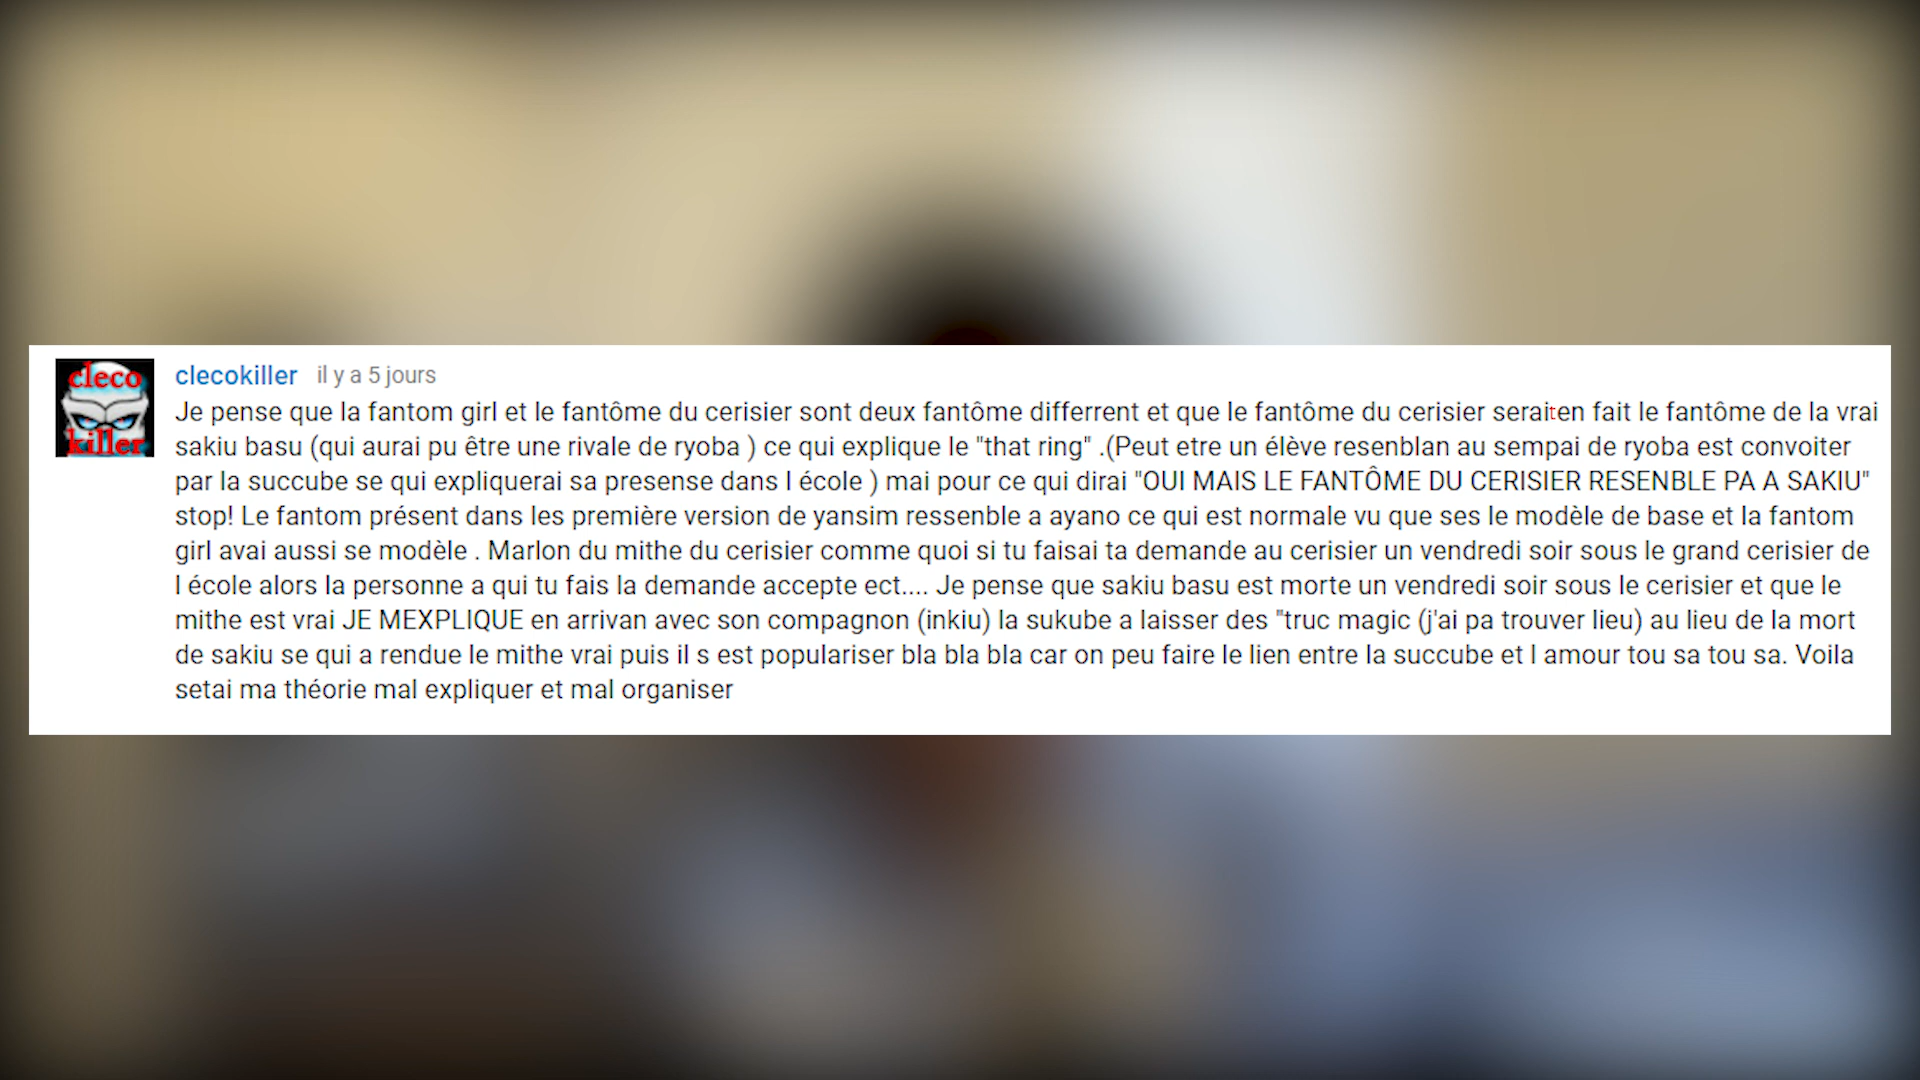 cleco
killer
clecokiller il y a 5 jours
Je pense que la fantom girl et le fantôme du cerisier sont deux fantôme differrent et que le fantôme du cerisier seraiten fait le fantôme de la vrai
sakiu basu (qui aurai pu être une rivale de ryoba ) ce qui explique le "that ring" .(Peut etre un élève resenblan au sempai de ryoba est convoiter
par la succube se qui expliquerai sa presense dans l école ) mai pour ce qui dirai "OUI MAIS LE FANTÔME DU CERISIER RESENBLE PA A SAKIU"
stop! Le fantom présent dans les première version de yansim ressenble a ayano ce qui est normale vu que ses le modèle de base et la fantom
girl avai aussi se modèle . Marlon du mithe du cerisier comme quoi si tu faisai ta demande au cerisier un vendredi soir sous le grand cerisier de
l école alors la personne a qui tu fais la demande accepte ect.... Je pense que sakiu basu est morte un vendredi soir sous le cerisier et que le
mithe est vrai JE MEXPLIQUE en arrivan avec son compagnon (inkiu) la sukube a laisser des "truc magic (j'ai pa trouver lieu) au lieu de la mort
de sakiu se qui a rendue le mithe vrai puis il s est populariser bla bla bla car on peu faire le lien entre la succube et l amour tou sa tou sa. Voila
setai ma théorie mal expliquer et mal organiser